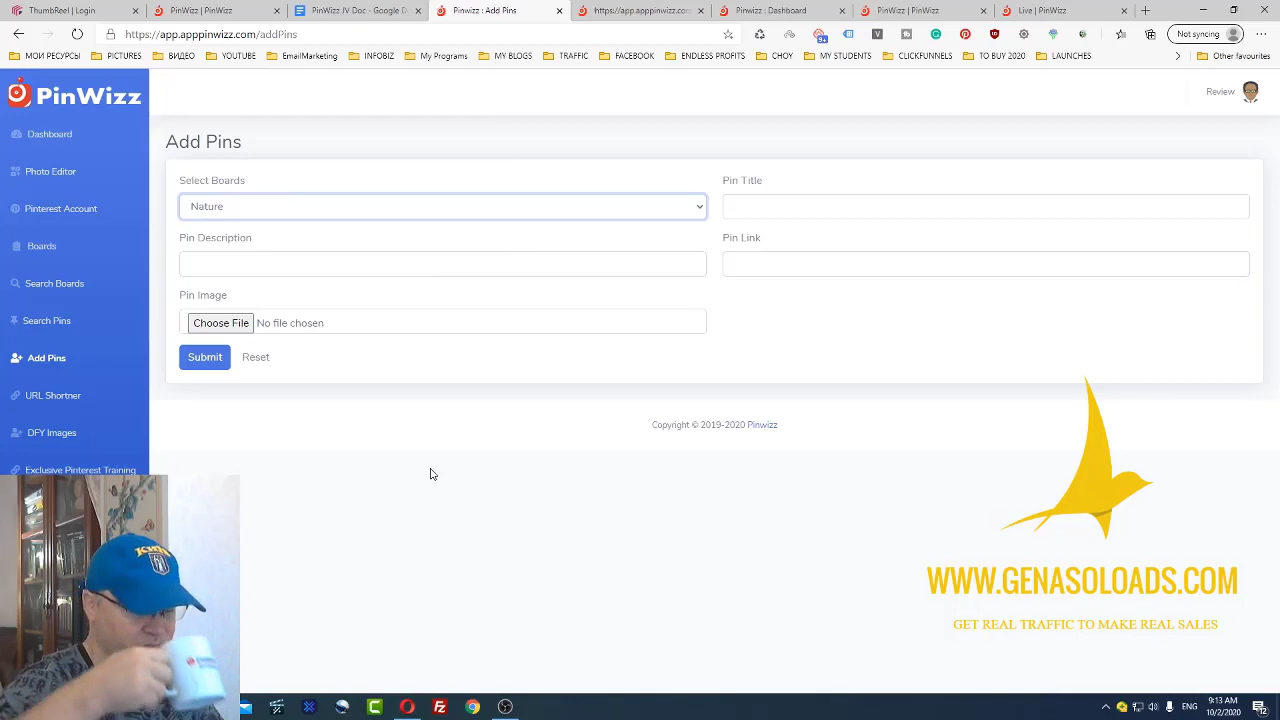 ThumbReel Login
PinWizz JV Doc - Google D
Pinwizz : Add Pins
https://app.apppinwizz.com
Pinwizz : Dashboard
Pinwizz || PinWizz
Pinwizz || PinWizz
https://app.apppinwizz.com/addPins
Not syncing
МОИ РЕСУРСЫ
ВИДЕО
YOUTUBE
EmailMarketing
INFOBIZ
My Programs
MY BLOGS
TRAFFIC
FACEBOOK
ENDLESS PROFITS
CHOY
MY STUDENTS
CLICKFUNNELS
TO BUY 2020
LAUNCHES
Other favourites
PinWizz
Review
Dashboard
Photo Editor
Pinterest Account
Boards
Search Boards
Search Pins
Add Pins
URL Shortner
DFY Images
Exclusive Pinterest Training
Add Pins
Select Boards
Nature
Pin Title
Pin Description
Pin Link
Pin Image
Choose File No file chosen
Submit Reset
Copyright © 2019-2020 Pinwizz
WWW.GENASOLOADS.COM
GET REAL TRAFFIC TO MAKE REAL SALES
9:13 AM
10/2/2020